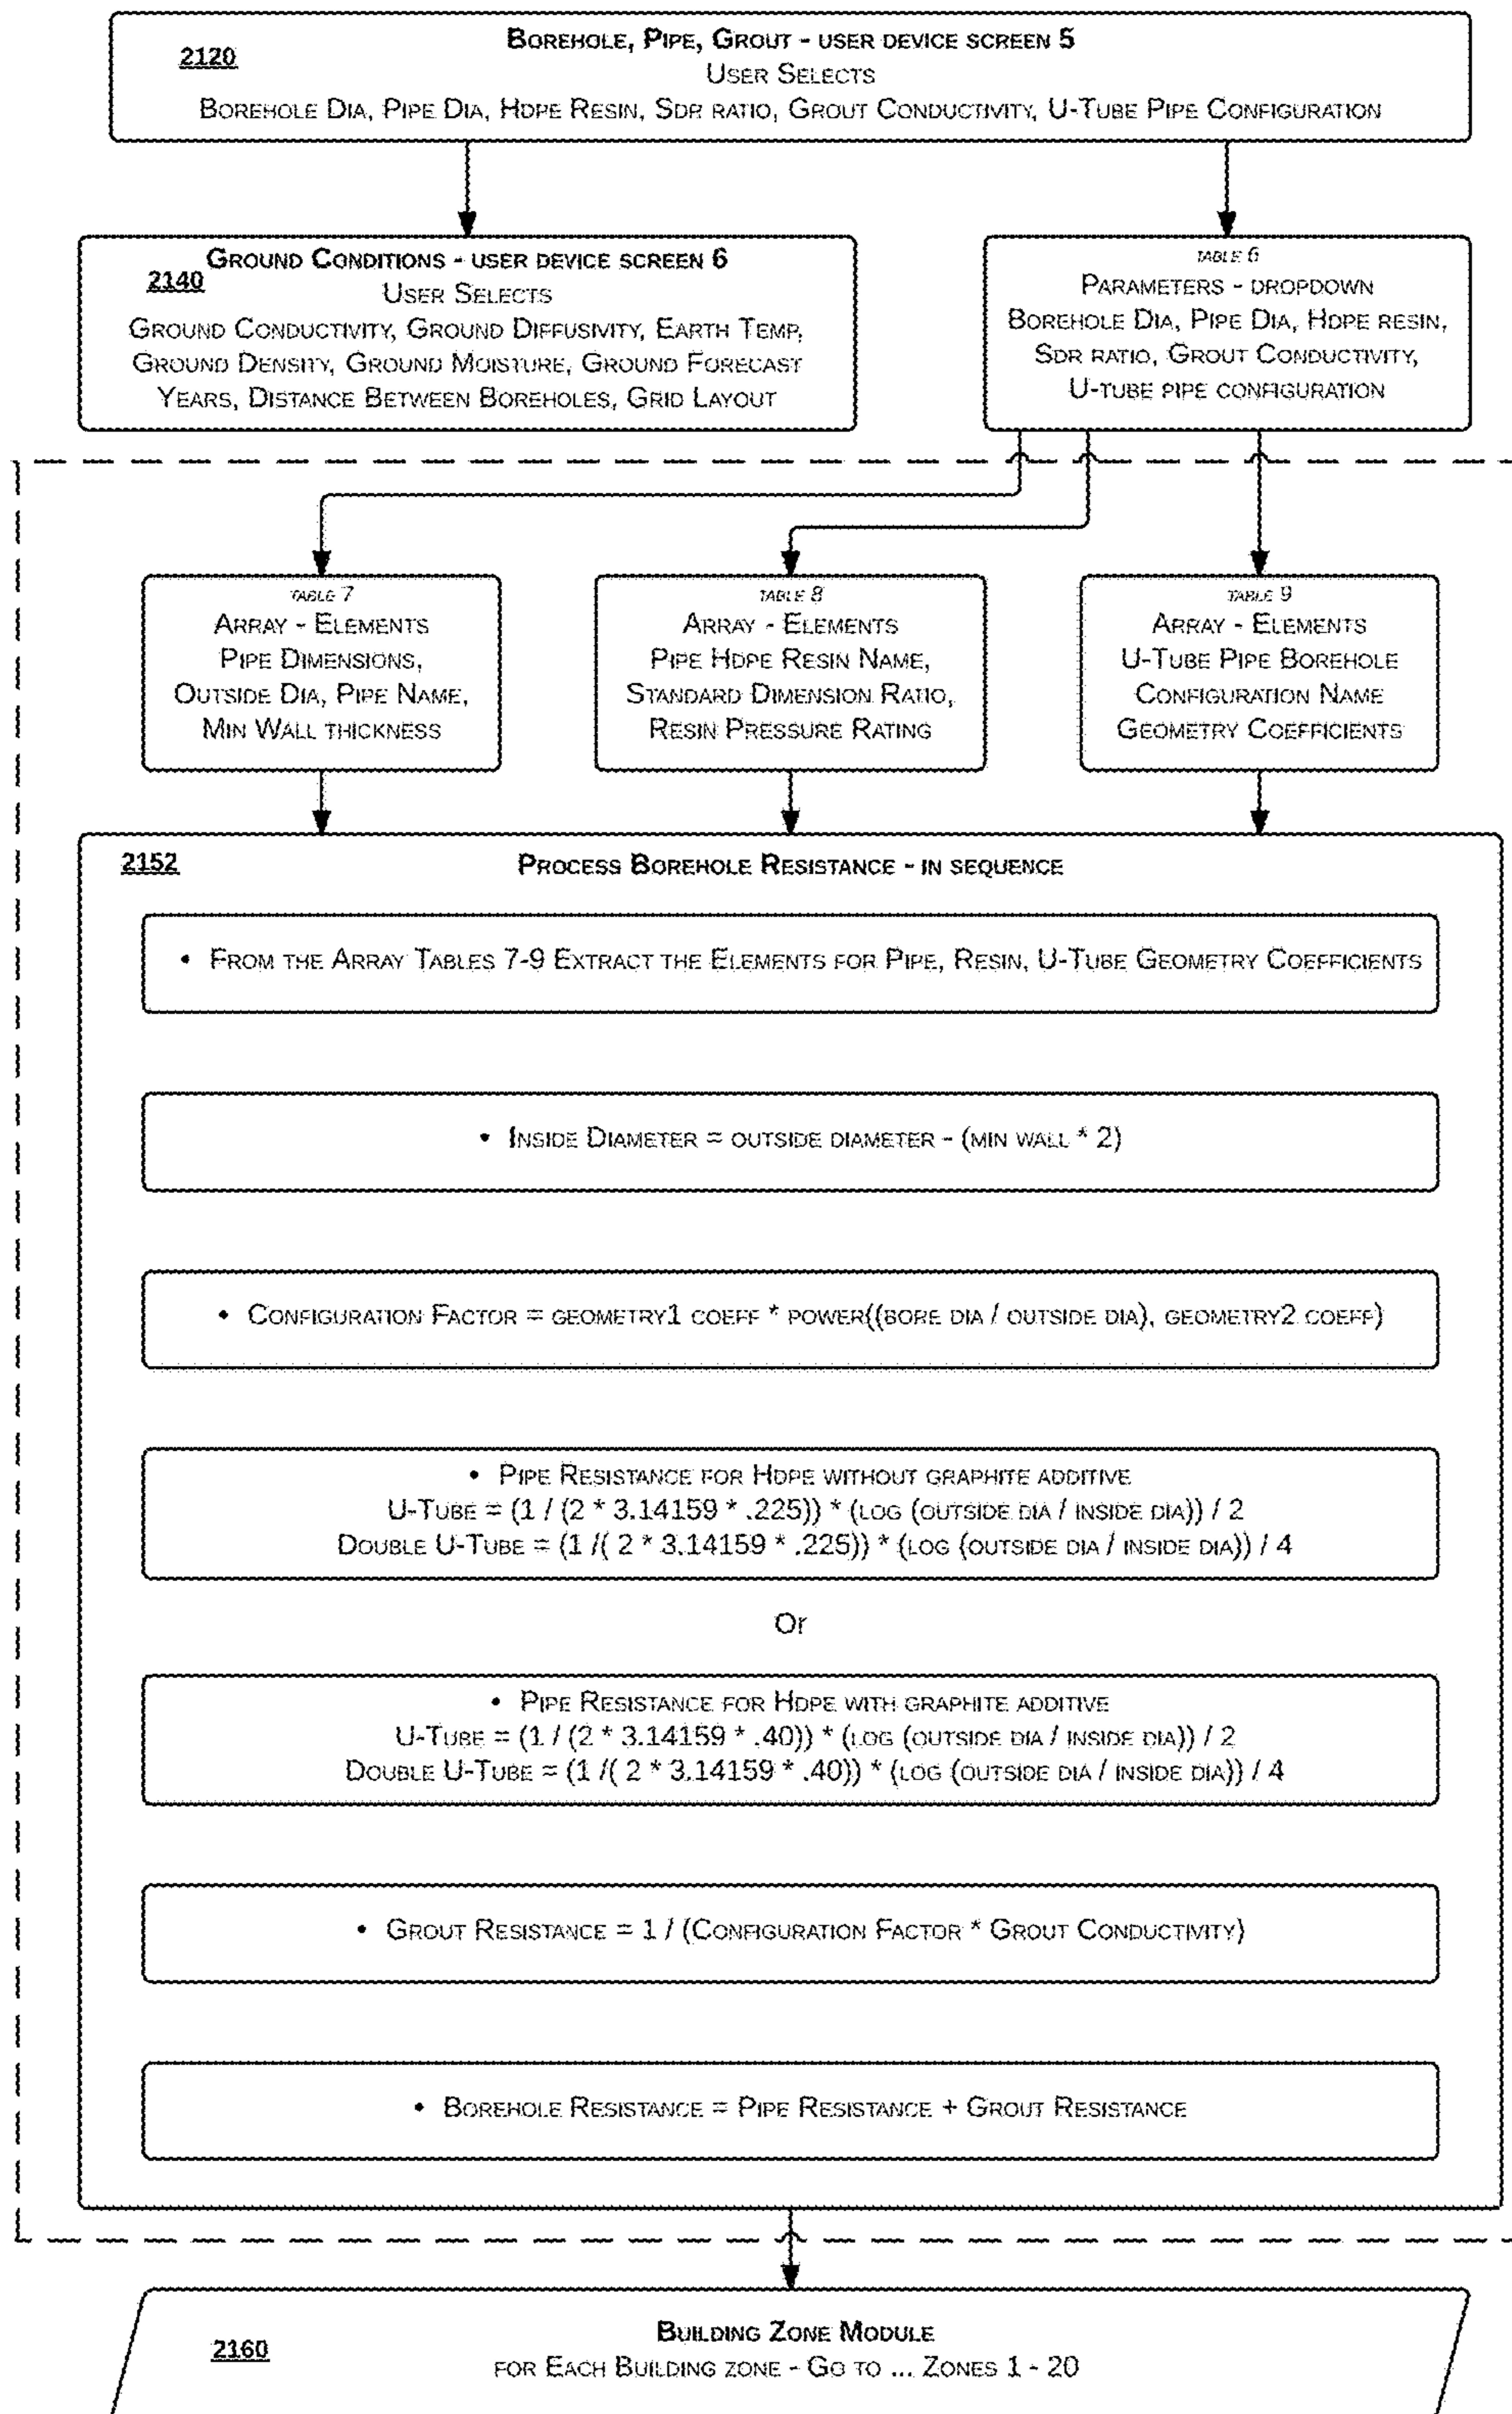 2120
Borehole, Pipe, Grout - user device screen 5
User Selects
Borehole Dia, Pipe Dia, Hdpe Resin, Sdr ratio, Grout Conductivity, U-Tube Pipe Configuration
Ground Conditions - user device screen 6
2140
User Selects
Ground Conductivity, Ground Diffusivity, Earth Temp,
Ground Density, Ground Moisture, Ground Forecast
Years, Distance Between Boreholes, Grid Layout
table 6
Parameters - dropdown
Borehole Dia, Pipe Dia, Hdpe resin,
Sdr ratio, Grout Conductivity,
U-tube pipe configuration
table 7
Array - Elements
Pipe Dimensions,
Outside Dia, Pipe Name,
Min Wall thickness
table 8
Array - Elements
Pipe Hdpe Resin Name,
Standard Dimension Ratio,
Resin Pressure Rating
table 9
Array - Elements
U-Tube Pipe Borehole
Configuration Name
Geometry Coefficients
2152
Process Borehole Resistance - in sequence
• From the Array Tables 7-9 Extract the Elements for Pipe, Resin, U-Tube Geometry Coefficients
• Inside Diameter = outside diameter - (min wall * 2)
• Configuration Factor = geometry1 coeff * power((bore dia / outside dia), geometry2 coeff)
• Pipe Resistance for Hdpe without graphite additive
U-Tube = (1 / (2 * 3.14159 * .225)) * (log (outside dia / inside dia)) / 2
Double U-Tube = (1 /( 2 * 3.14159 * .225)) * (log (outside dia / inside dia)) / 4
Or
• Pipe Resistance for Hdpe with graphite additive
U-Tube = (1 / (2 * 3.14159 * .40)) * (log (outside dia / inside dia)) / 2
Double U-Tube = (1 /( 2 * 3.14159 * .40)) * (log (outside dia / inside dia)) / 4
• Grout Resistance = 1 / (Configuration Factor * Grout Conductivity)
• Borehole Resistance = Pipe Resistance + Grout Resistance
2160
Building Zone Module
for Each Building zone - Go to ... Zones 1 - 20